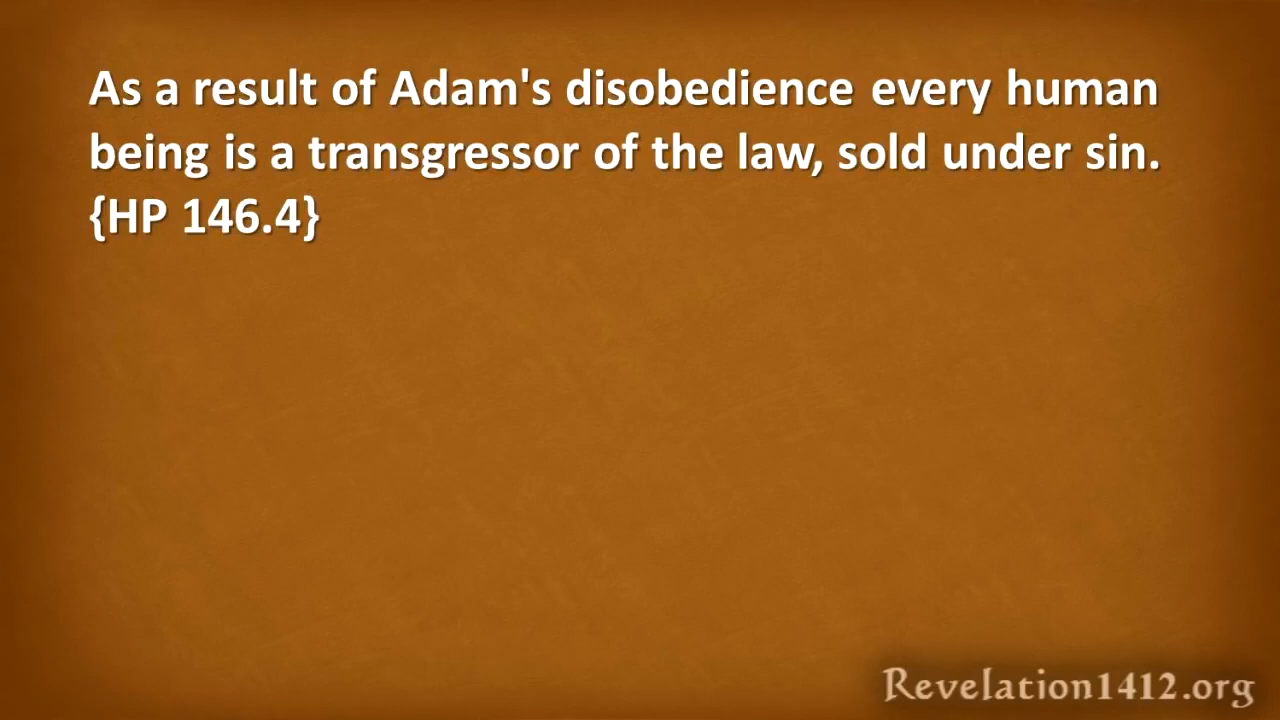 As a result of Adam's disobedience every human
being is a transgressor of the law, sold under sin.
{HP 146.4}
Revelation1412.org